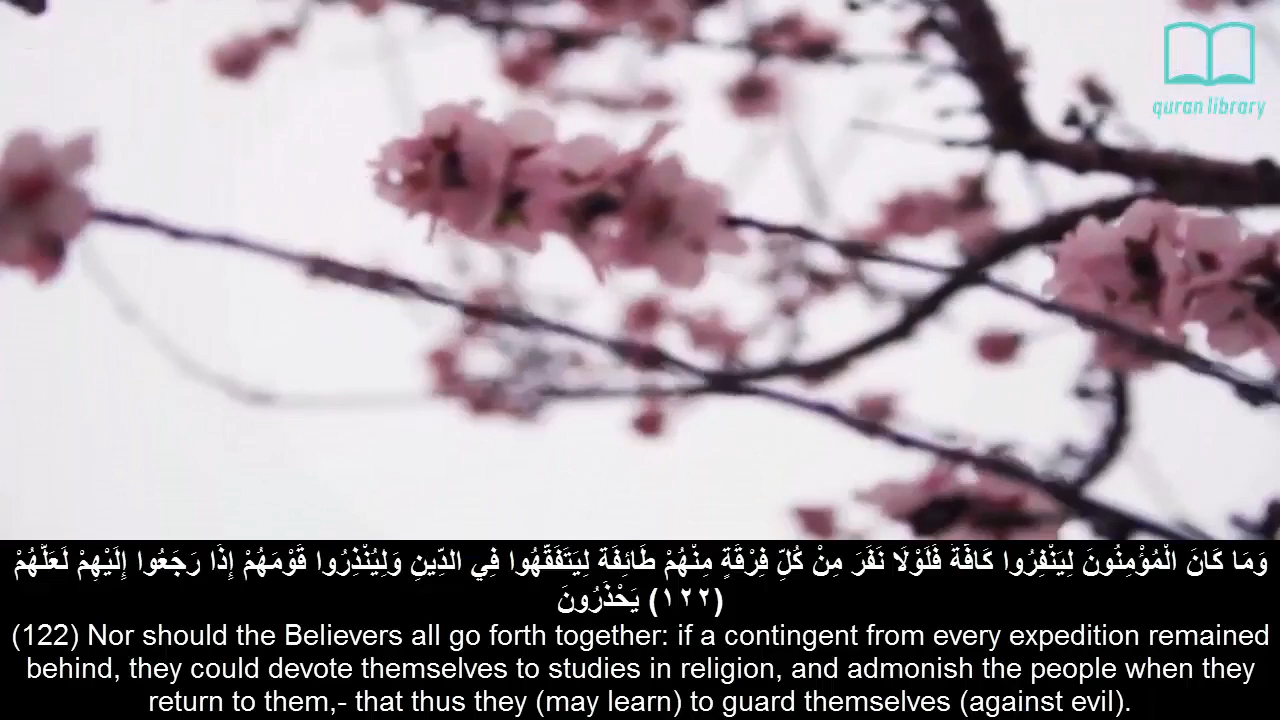 quran library
وَمَا كَانَ الْمُؤْمِنُونَ لِيَنْفِرُوا كَافَّةً فَلَوْلَا نَفَرَ مِنْ كُلِّ فِرْقَةٍ مِنْهُمْ طَائِفَةٌ لِيَتَفَقَّهُوا فِي الدِّينِ وَلِيُنْذِرُوا قَوْمَهُمْ إِذَا رَجَعُوا إِلَيْهِمْ لَعَلَّهُمْ
يَحْذَرُونَ (١٢٢)
(122) Nor should the Believers all go forth together: if a contingent from every expedition remained
behind, they could devote themselves to studies in religion, and admonish the people when they
return to them,- that thus they (may learn) to guard themselves (against evil).